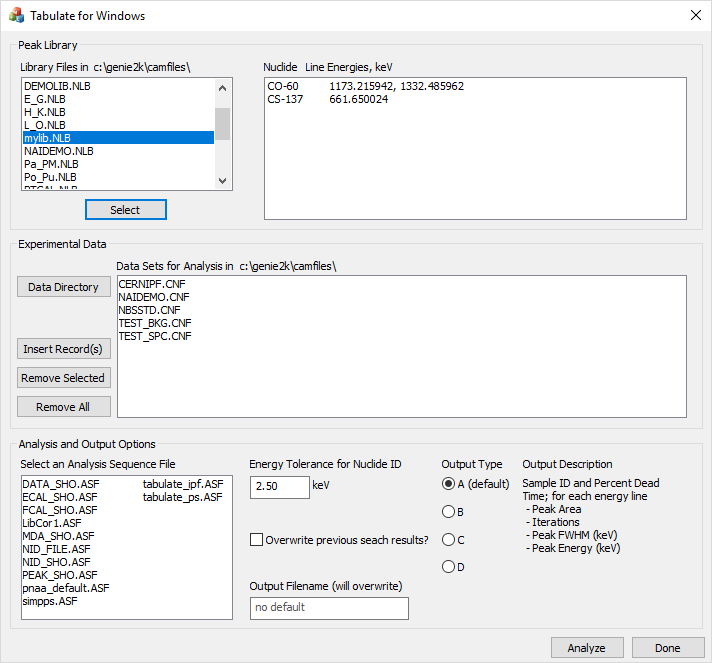 Tabulate for Windows
Peak Library
Library Files in c:\genie2k\camfiles\
DEMOLIB.NLB
E_G.NLB
H_K.NLB
L_O.NLB
mylib.NLB
NAIDEMO.NLB
Pa_PM.NLB
Po_Pu.NLB
PTCAL.NLB
Select
Nuclide Line Energies, keV
CO-60 1173.215942, 1332.485962
CS-137 661.650024
Experimental Data
Data Sets for Analysis in c:\genie2k\camfiles\
Data Directory
Insert Record(s)
Remove Selected
Remove All
CERNIPF.CNF
NAIDEMO.CNF
NBSSTD.CNF
TEST_BKG.CNF
TEST_SPC.CNF
Analysis and Output Options
Select an Analysis Sequence File
DATA_SHO.ASF tabulate_ipf.ASF
ECAL_SHO.ASF tabulate_ps.ASF
FCAL_SHO.ASF
LibCor1.ASF
MDA_SHO.ASF
NID_FILE.ASF
NID_SHO.ASF
PEAK_SHO.ASF
pnaa_default.ASF
simpps.ASF
Energy Tolerance for Nuclide ID
2.50 keV
Overwrite previous seach results?
Output Filename (will overwrite)
no default
Output Type
A (default)
B
C
D
Output Description
Sample ID and Percent Dead
Time; for each energy line
- Peak Area
- Iterations
- Peak FWHM (keV)
- Peak Energy (keV)
Analyze
Done